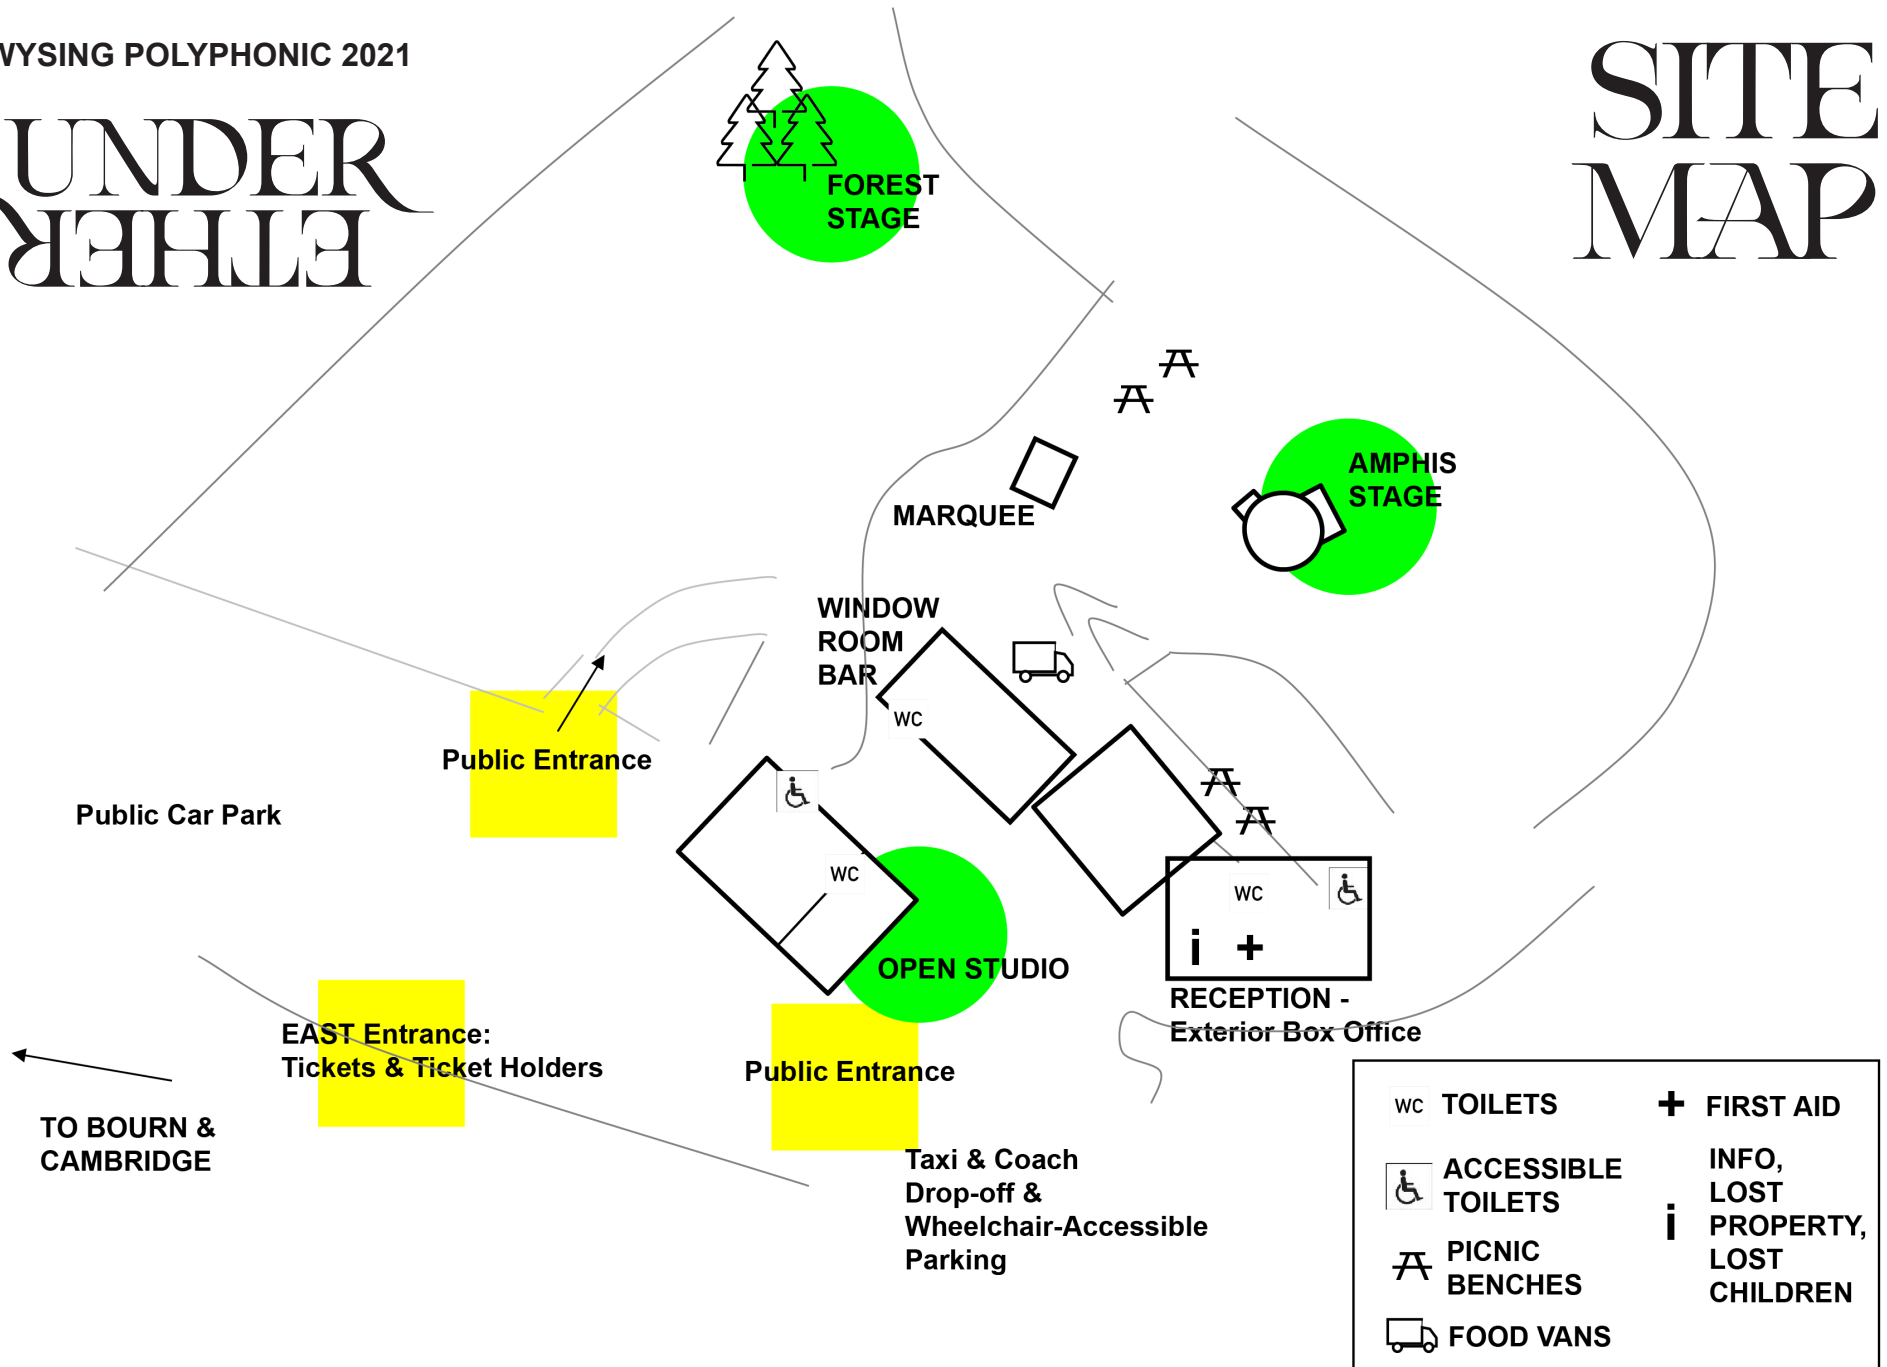 WYSING POLYPHONIC 2021
UNDER
ETHER
SITE
MAP
FOREST
STAGE
AMPHIS
STAGE
MARQUEE
WINDOW
ROOM
BAR
WC
Public Entrance
Public Car Park
WC
WC
i +
OPEN STUDIO
RECEPTION -
Exterior Box Office
EAST Entrance:
Tickets & Ticket Holders
Public Entrance
TO BOURN &
CAMBRIDGE
Taxi & Coach
Drop-off &
Wheelchair-Accessible
Parking
WC TOILETS
ACCESSIBLE
TOILETS
PICNIC
BENCHES
FOOD VANS
+ FIRST AID
i INFO,
LOST
PROPERTY,
LOST
CHILDREN